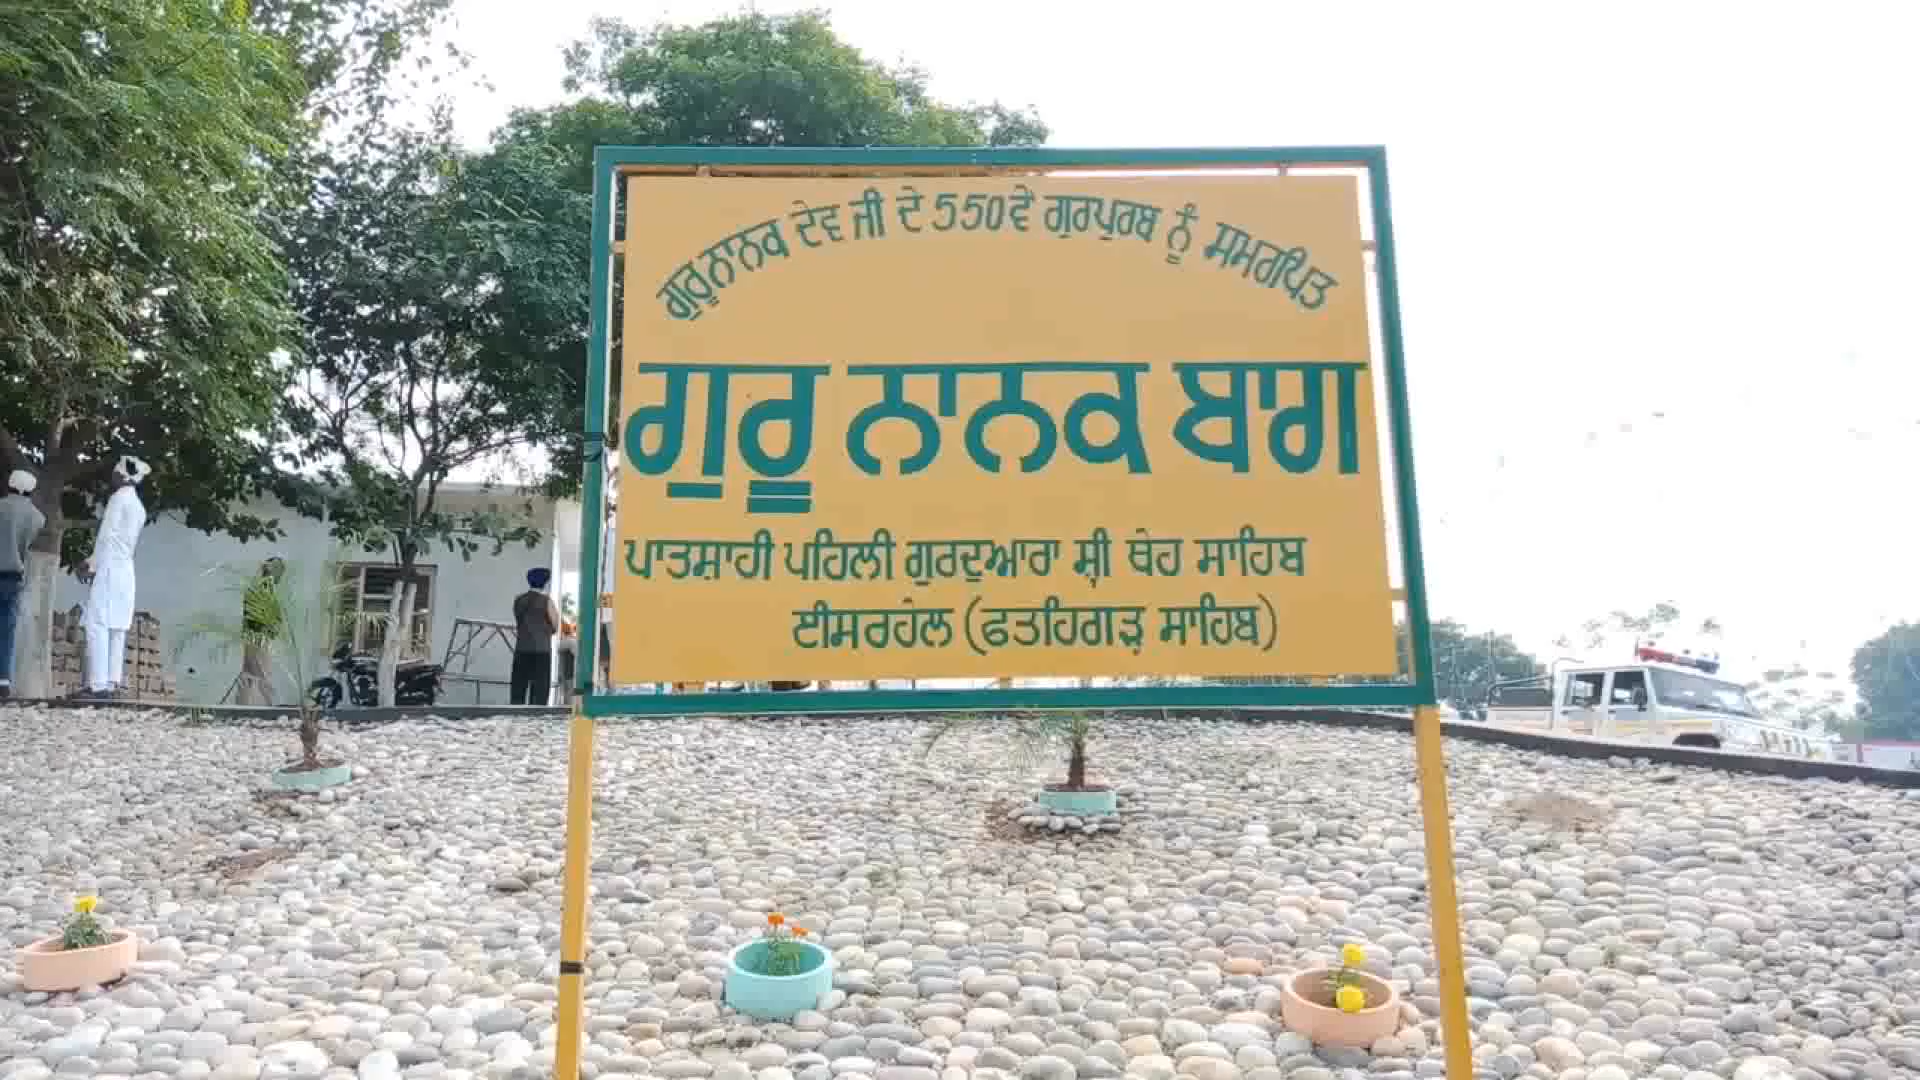 ਗੁਰੂ ਨਾਨਕ ਦੇਵ ਜੀ ਦੇ 550ਵੇਂ ਗੁਰਪੁਰਬ ਨੂੰ ਸਮਰਪਿਤ
ਗੁਰੂ ਨਾਨਕ ਬਾਗ
ਪਾਤਸ਼ਾਹੀ ਪਹਿਲੀ ਗੁਰਦੁਆਰਾ ਸ਼੍ਰੀ ਥੇਹ ਸਾਹਿਬ
ਈਸਰਹੇਲ (ਫਤਹਿਗੜ ਸਾਹਿਬ)